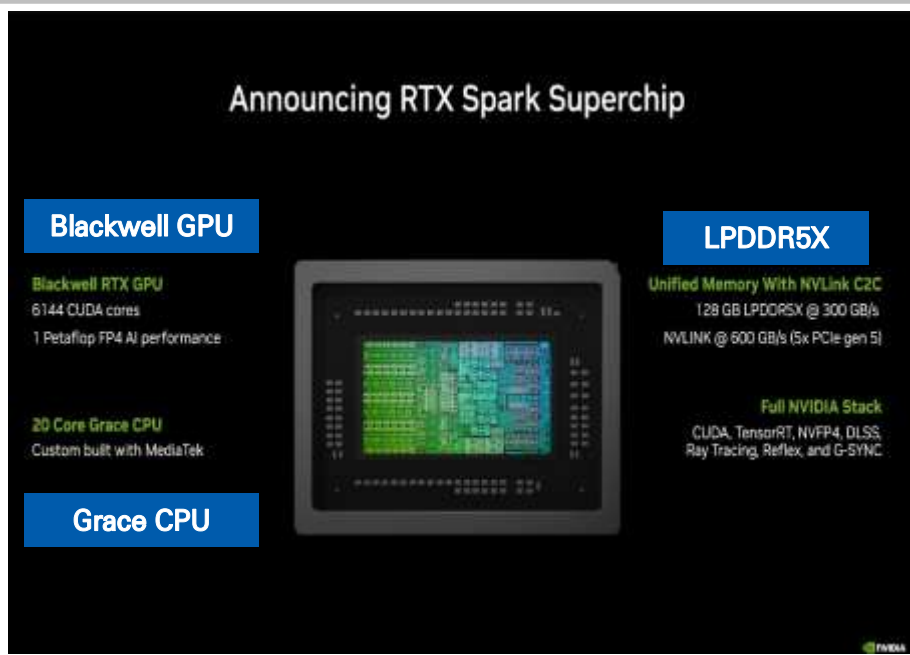 Announcing RTX Spark Superchip
Blackwell GPU
Blackwell RTX GPU
6144 CUDA cores
1 Petaflop FP4 AI performance
20 Core Grace CPU
Custom built with MediaTek
Grace CPU
LPDDR5X
Unified Memory With NVLink C2C
128 GB LPDDR5X @ 300 GB/s
NVLINK @ 600 GB/s (5x PCIe gen 5)
Full NVIDIA Stack
CUDA, TensorRT, NVFP4, DLSS,
Ray Tracing, Reflex, and G-SYNC
NVIDIA